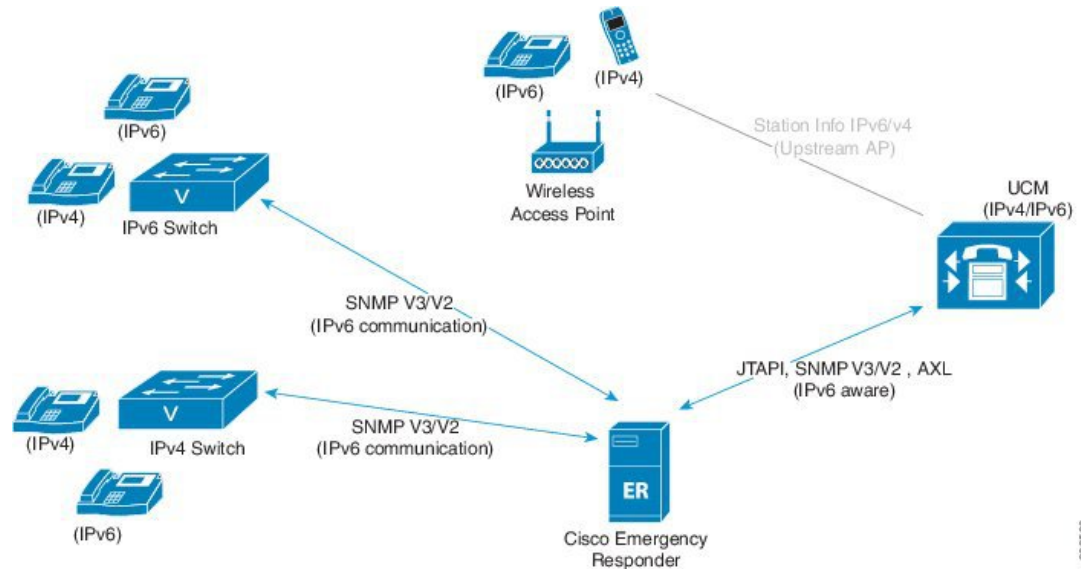 (IPv6)
(IPv4)
IPv6 Switch
V
(IPv6)
(IPv4)
Wireless
Access Point
Station Info IPv6/v4
(Upstream AP)
UCM
(IPv4/IPv6)
SNMP V3/V2
(IPv6 communication)
JTAPI, SNMP V3/V2 , AXL
(IPv6 aware)
V
(IPv4)
IPv4 Switch
(IPv6)
SNMP V3/V2
(IPv6 communication)
ER
Cisco Emergency
Responder